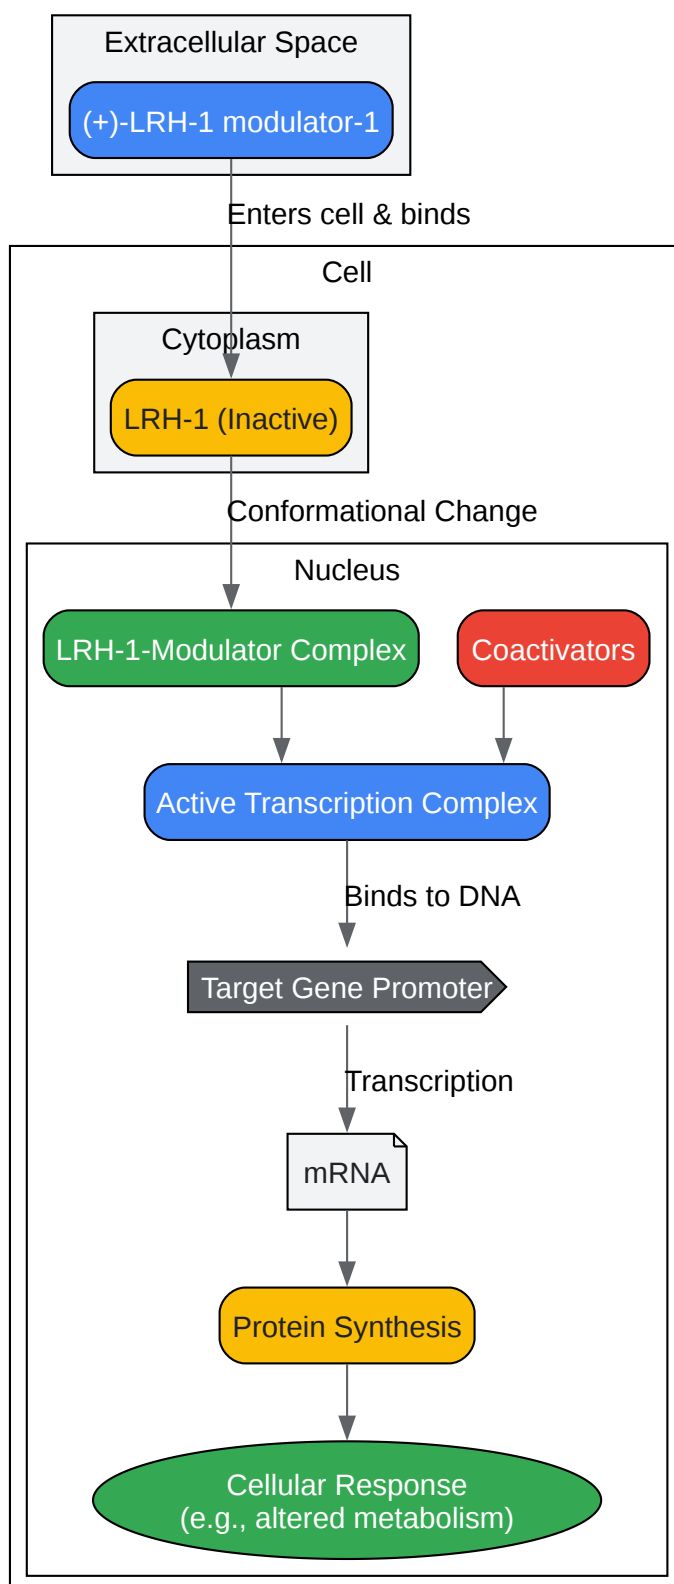 Extracellular Space
(+)-LRH-1 modulator-1
Enters cell & binds
Cell
Cytoplasm
LRH-1 (Inactive)
Conformational Change
Nucleus
LRH-1-Modulator Complex
Coactivators
Active Transcription Complex
Binds to DNA
Target Gene Promoter
Transcription
mRNA
Protein Synthesis
Cellular Response
(e.g., altered metabolism)